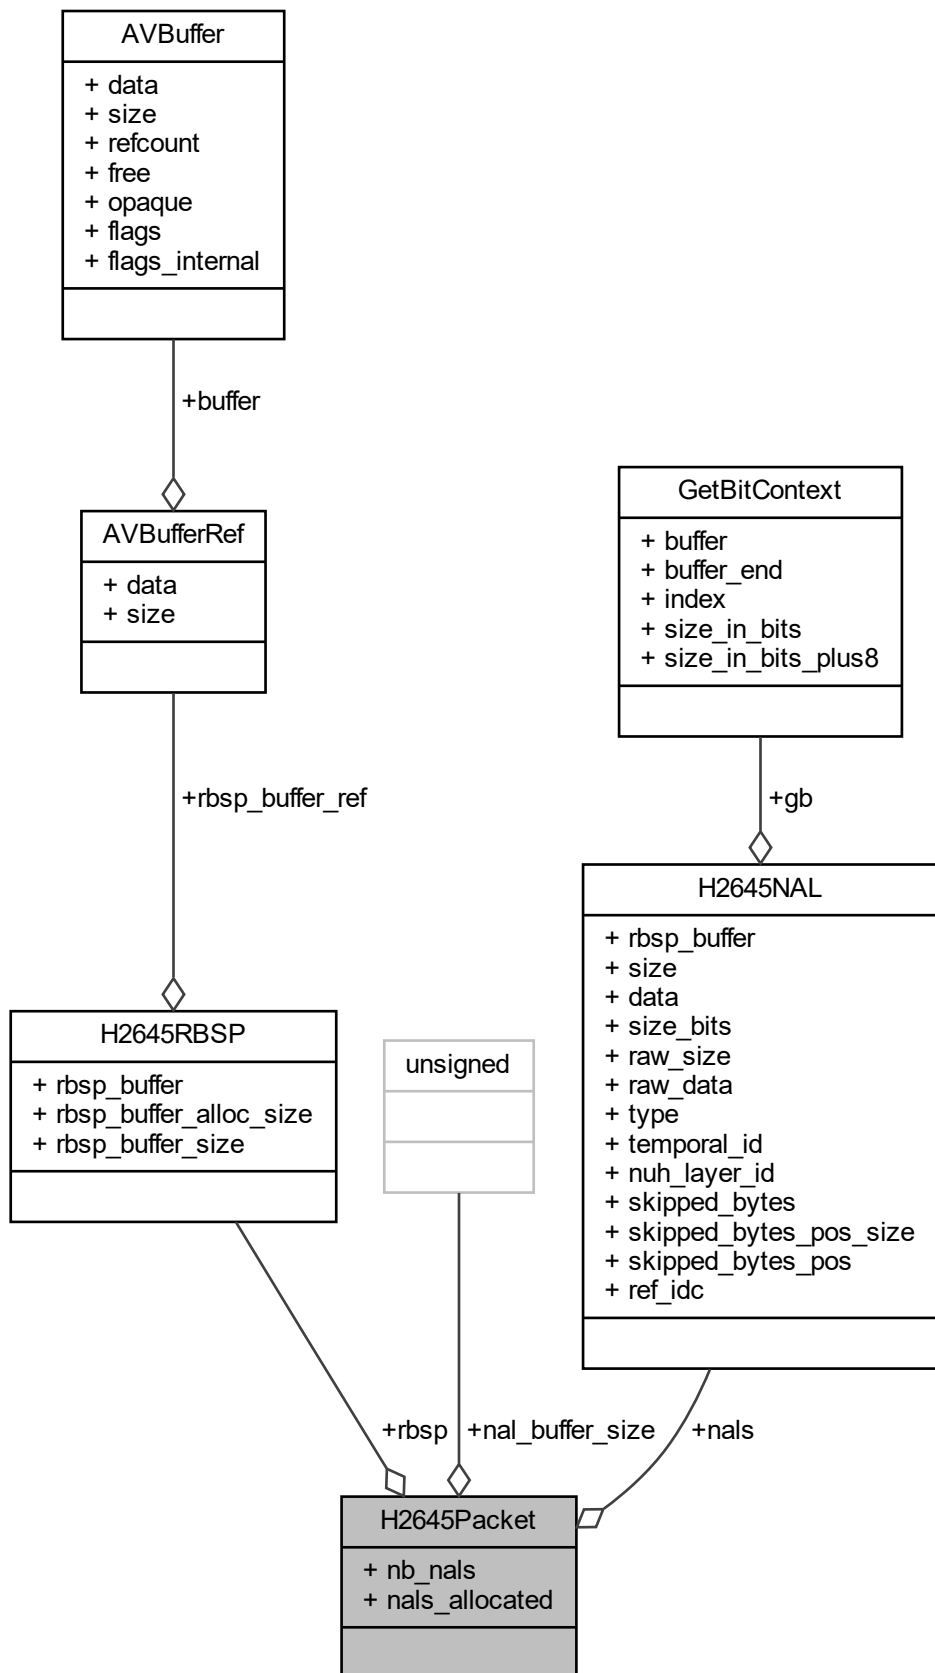 AVBuffer
+ data
+ size
+ refcount
+ free
+ opaque
+ flags
+ flags_internal
+buffer
AVBufferRef
+ data
+ size
GetBitContext
+ buffer
+ buffer_end
+ index
+ size_in_bits
+ size_in_bits_plus8
+rbsp_buffer_ref
+gb
H2645RBSP
+ rbsp_buffer
+ rbsp_buffer_alloc_size
+ rbsp_buffer_size
unsigned
H2645NAL
+ rbsp_buffer
+ size
+ data
+ size_bits
+ raw_size
+ raw_data
+ type
+ temporal_id
+ nuh_layer_id
+ skipped_bytes
+ skipped_bytes_pos_size
+ skipped_bytes_pos
+ ref_idc
+rbsp
+nal_buffer_size
+nals
H2645Packet
+ nb_nals
+ nals_allocated